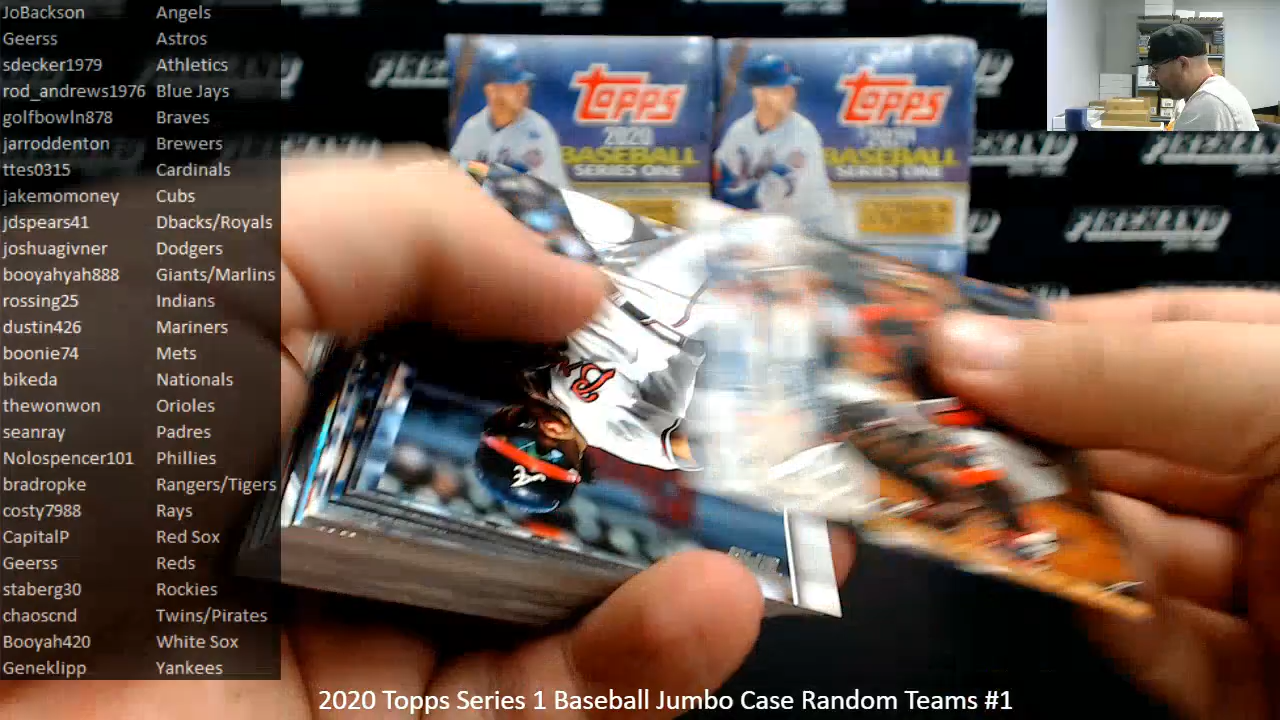 JoBackson Angels
Geerss Astros
sdecker1979 Athletics
rod_andrews1976 Blue Jays
golfbowln878 Braves
jarroddenton Brewers
ttes0315 Cardinals
jakemomoney Cubs
jdspears41 Dbacks/Royals
joshuagivner Dodgers
booyahyah888 Giants/Marlins
rossing25 Indians
dustin426 Mariners
boonie74 Mets
bikeda Nationals
thewonwon Orioles
seanray Padres
Nolospencer101 Phillies
bradropke Rangers/Tigers
costy7988 Rays
CapitalP Red Sox
Geerss Reds
staberg30 Rockies
chaoscnd Twins/Pirates
Booyah420 White Sox
Geneklipp Yankees
Topps
2020
BASEBALL
SERIES ONE
Topps
2020
BASEBALL
SERIES ONE
FIREHAND
2020 Topps Series 1 Baseball Jumbo Case Random Teams #1